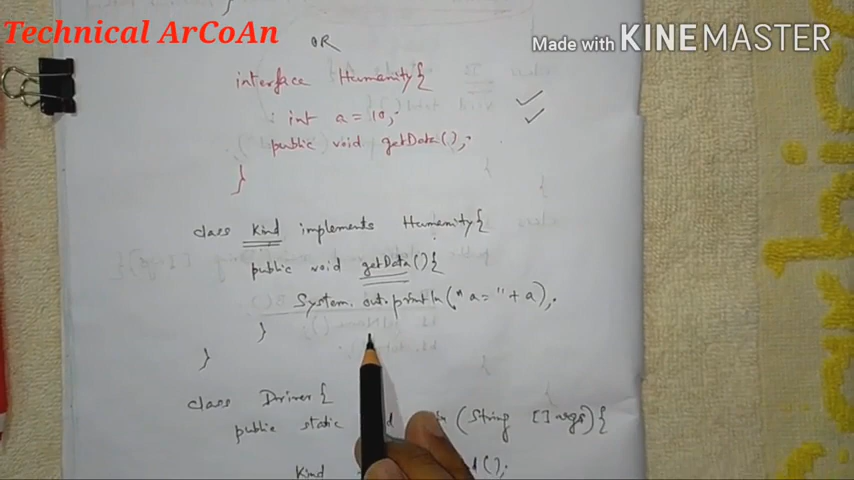 Technical ArCoAn
Made with KINEMASTER
OR
interface Humanity{
int a = 10;
public void getData();
}
class Kind implements Humanity{
public void getData(){
System.out.println("a=" + a);
}
}
class Driver{
public static (String []args){
Kind ();